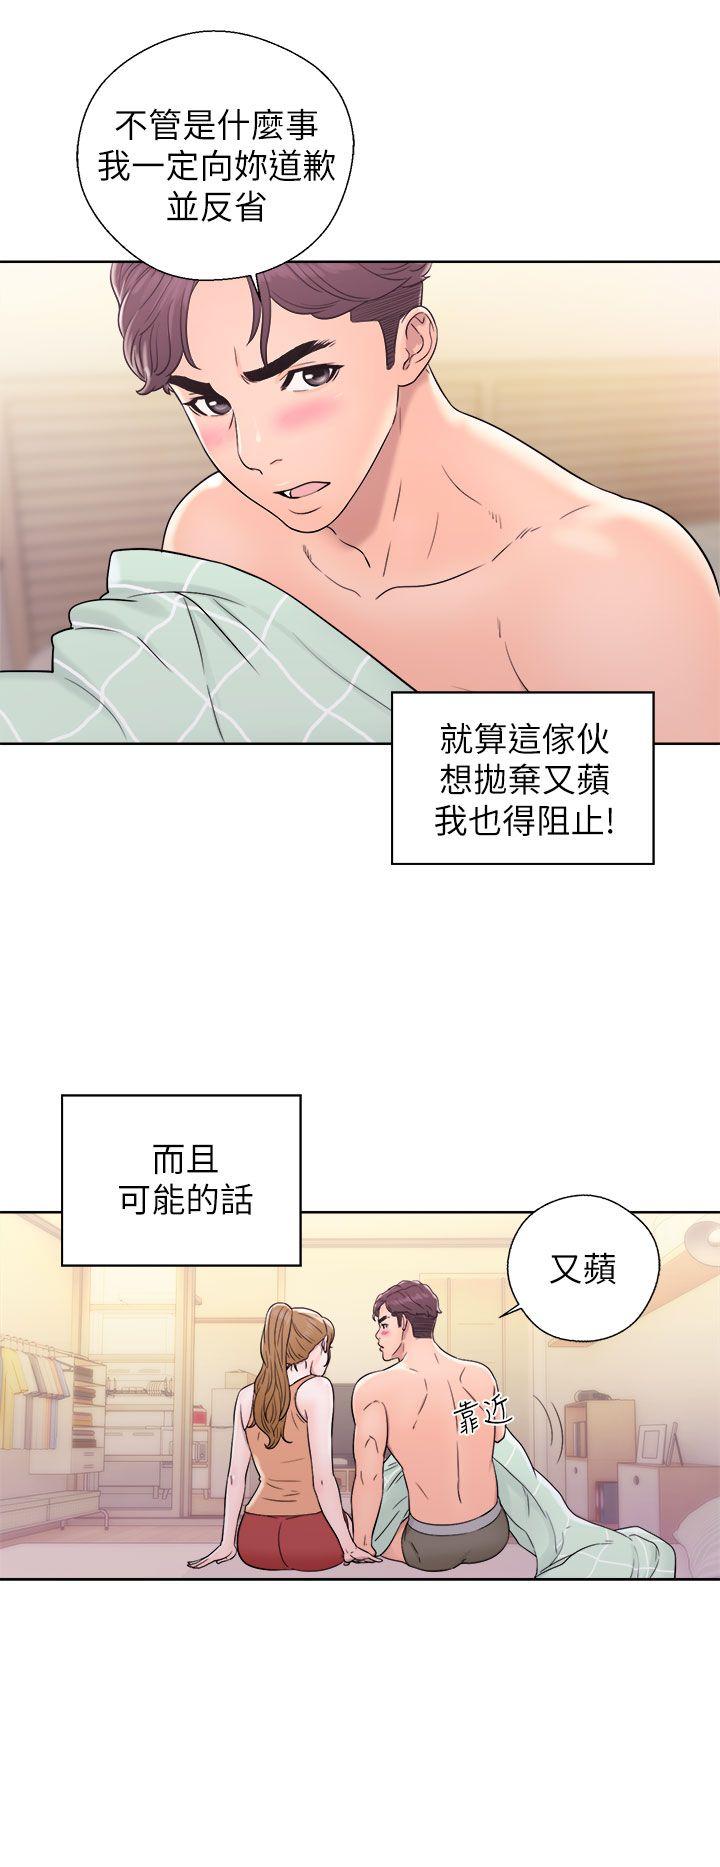 不管是什麼事
我一定向妳道歉
並反省
就算這傢伙
想拋棄又蘋
我也得阻止!
而且
可能的話
又蘋
靠近